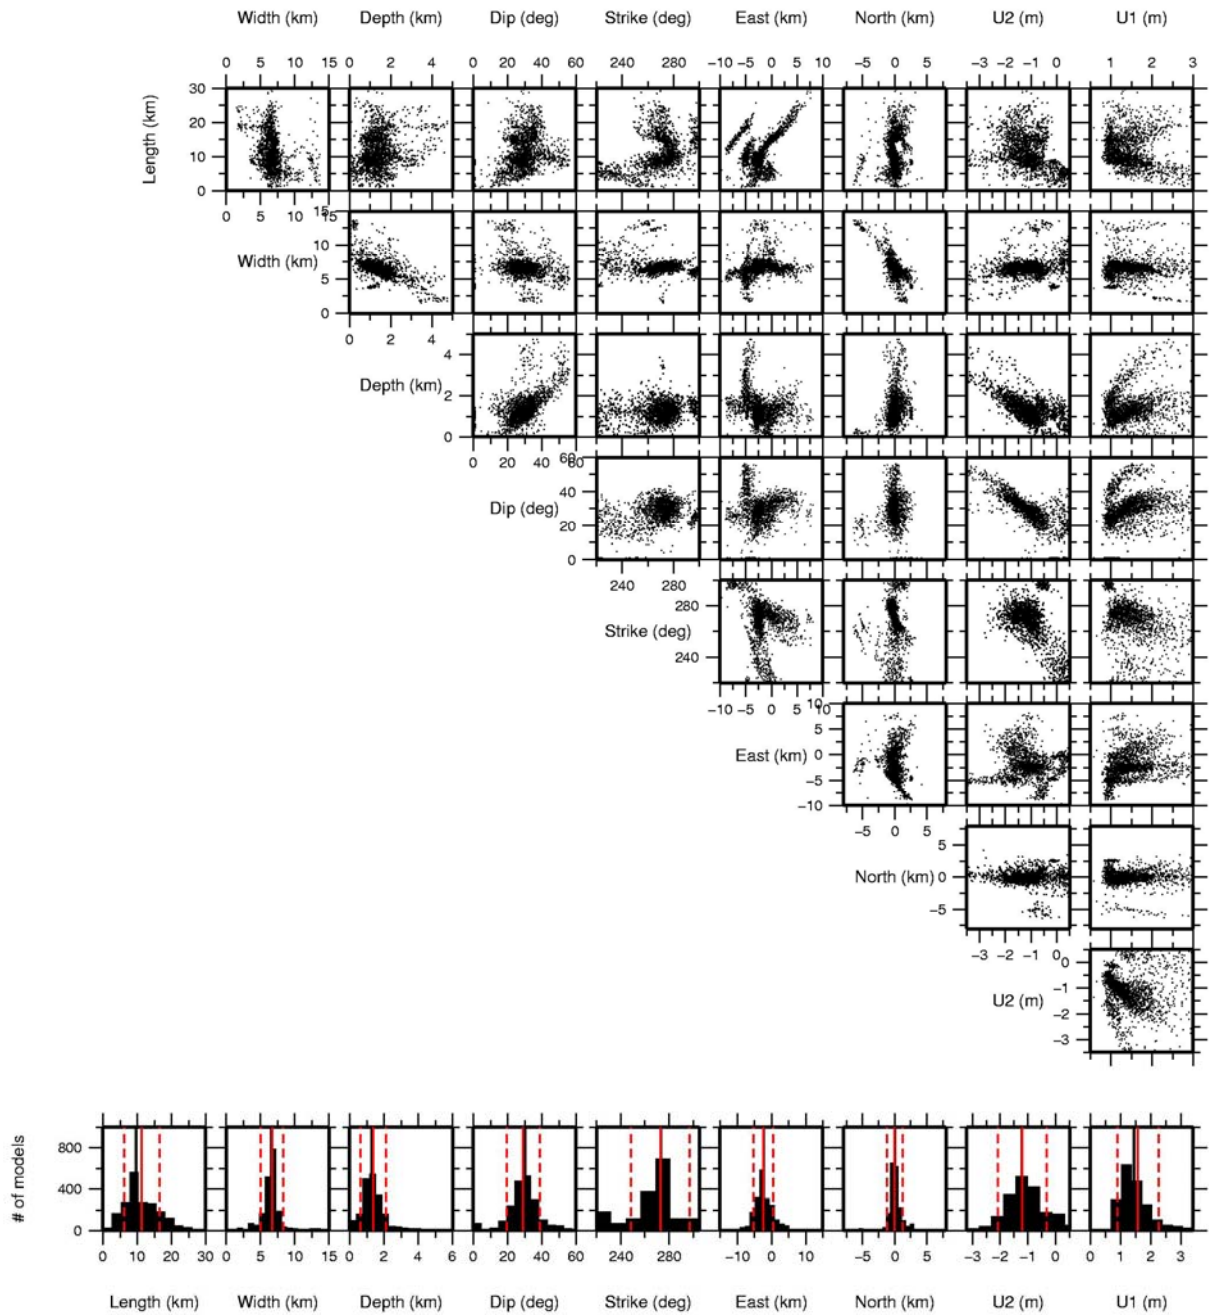 Width (km) Depth (km) Dip (deg) Strike (deg) East (km) North (km) U2 (m) U1 (m)
0 5 10 15 0 2 4 0 20 40 60 240 280 −10 −5 0 5 10 −5 0 5 −3 −2 −1 0 1 2 3
Length (km)
30
20
10
0
0 5 10 15
Width (km)
15
10
5
0
0 2 4
Depth (km)
4
2
0
0 20 40 60
Dip (deg)
60
40
20
0
240 280
Strike (deg)
280
240
−10 −5 0 5 10
East (km)
10
5
0
−5
−10
−5 0 5
North (km)
5
0
−5
−3 −2 −1 0
U2 (m)
0
−1
−2
−3
# of models
800
400
0
0 10 20 30 0 5 10 15 0 2 4 6 0 20 40 60 240 280 −10 0 10 −5 0 5 −3 −2 −1 0 0 1 2 3
Length (km) Width (km) Depth (km) Dip (deg) Strike (deg) East (km) North (km) U2 (m) U1 (m)